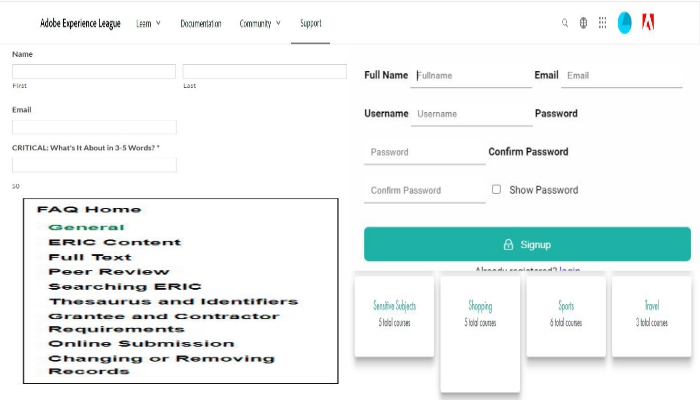 Adobe Experience League Learn Documentation Community Support
Name
First Last
Email
CRITICAL: What's It About in 3-5 Words? *
50
FAQ Home
General
ERIC Content
Full Text
Peer Review
Searching ERIC
Thesaurus and Identifiers
Grantee and Contractor
Requirements
Online Submission
Changing or Removing
Records
Full Name Fullname Email Email
Username Username Password
Password Confirm Password
Confirm Password Show Password
Signup
Already registered? login
Sensitive Subjects
5 total courses
Shopping
5 total courses
Sports
6 total courses
Travel
3 total courses